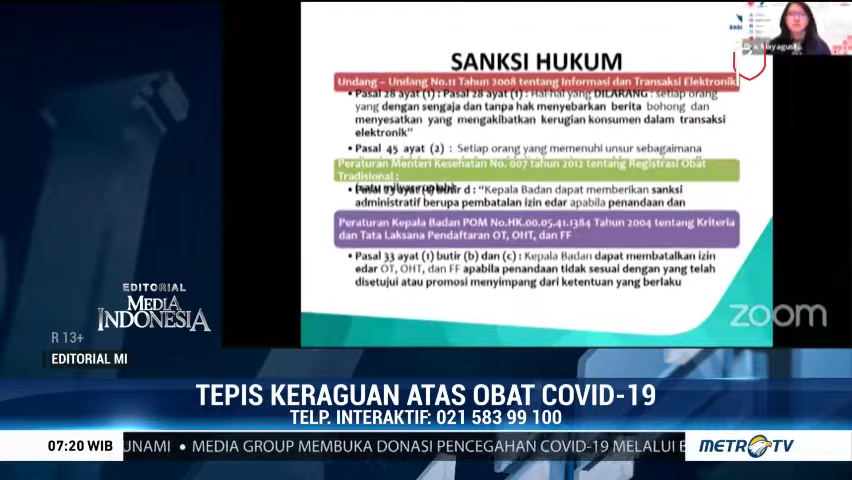 SANKSI HUKUM
Undang – Undang No.11 Tahun 2008 tentang Informasi dan Transaksi Elektronik
• Pasal 28 ayat (1) : Pasal 28 ayat (1) : Hal-hal yang DILARANG : setiap orang
yang dengan sengaja dan tanpa hak menyebarkan berita bohong dan
menyesatkan yang mengakibatkan kerugian konsumen dalam transaksi
elektronik"
• Pasal 45 ayat (2) : Setiap orang yang memenuhi unsur sebagaimana
Peraturan Menteri Kesehatan No. 007 tahun 2012 tentang Registrasi Obat
Tradisional :
(satu milyar rupiah)
• Pasal 23 ayat (1) butir d : "Kepala Badan dapat memberikan sanksi
administratif berupa pembatalan izin edar apabila penandaan dan
Peraturan Kepala Badan POM No.HK.00.05.41.1384 Tahun 2004 tentang Kriteria
dan Tata Laksana Pendaftaran OT, OHT, dan FF
• Pasal 33 ayat (1) butir (b) dan (c) : Kepala Badan dapat membatalkan izin
edar OT, OHT, dan FF apabila penandaan tidak sesuai dengan yang telah
disetujui atau promosi menyimpang dari ketentuan yang berlaku
zoom
EDITORIAL
MEDIA
INDONESIA
R 13+
EDITORIAL MI
TEPIS KERAGUAN ATAS OBAT COVID-19
TELP. INTERAKTIF: 021 583 99 100
07:20 WIB
UNAMI • MEDIA GROUP MEMBUKA DONASI PENCEGAHAN COVID-19 MELALUI
METRO TV